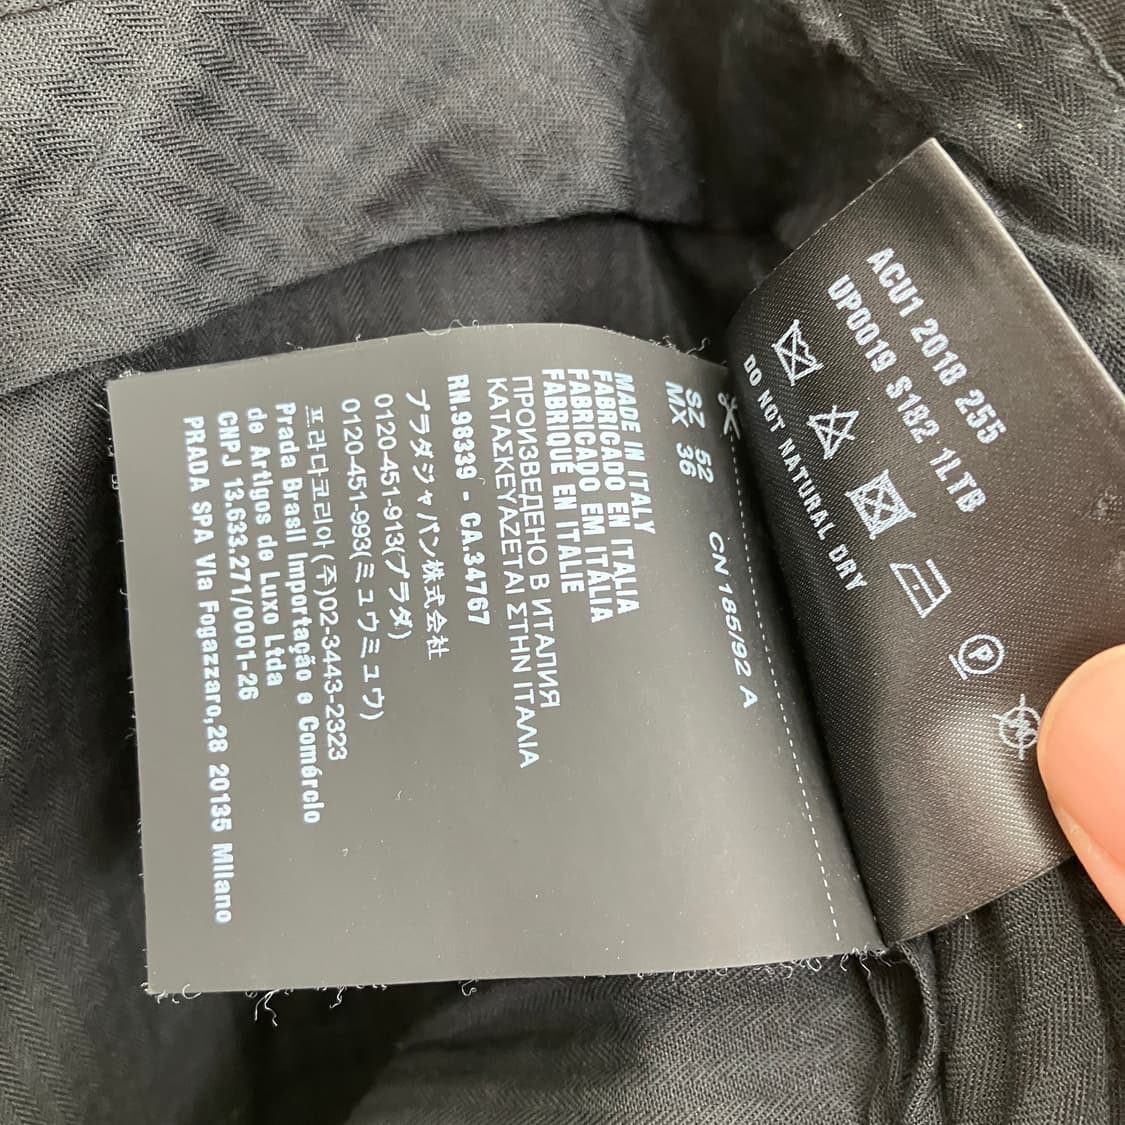 SZ 52 CN 185/92 A
MX 36
MADE IN ITALY
FABRICADO EN ITALIA
FABRICADO EM ITÁLIA
FABRIQUÉ EN ITALIE
ПРОИЗВЕДЕНО В ИТАЛИЯ
ΚΑΤΑΣΚΕΥΑΖΕΤΑΙ ΣΤΗΝ ΙΤΑΛΙΑ
RN.98339 - CA.34767
プラダジャパン株式会社
0120-451-913(プラダ)
0120-451-993(ミュウミュウ)
프라다코리아(주)02-3443-2323
Prada Brasil Importação e Comércio
de Artigos de Luxo Ltda
CNPJ 13.633.271/0001-26
PRADA SPA Via Fogazzaro,28 20135 Milano
ACU1 2018 255
UP0019 S182 1LTB
P
W
DO NOT NATURAL DRY